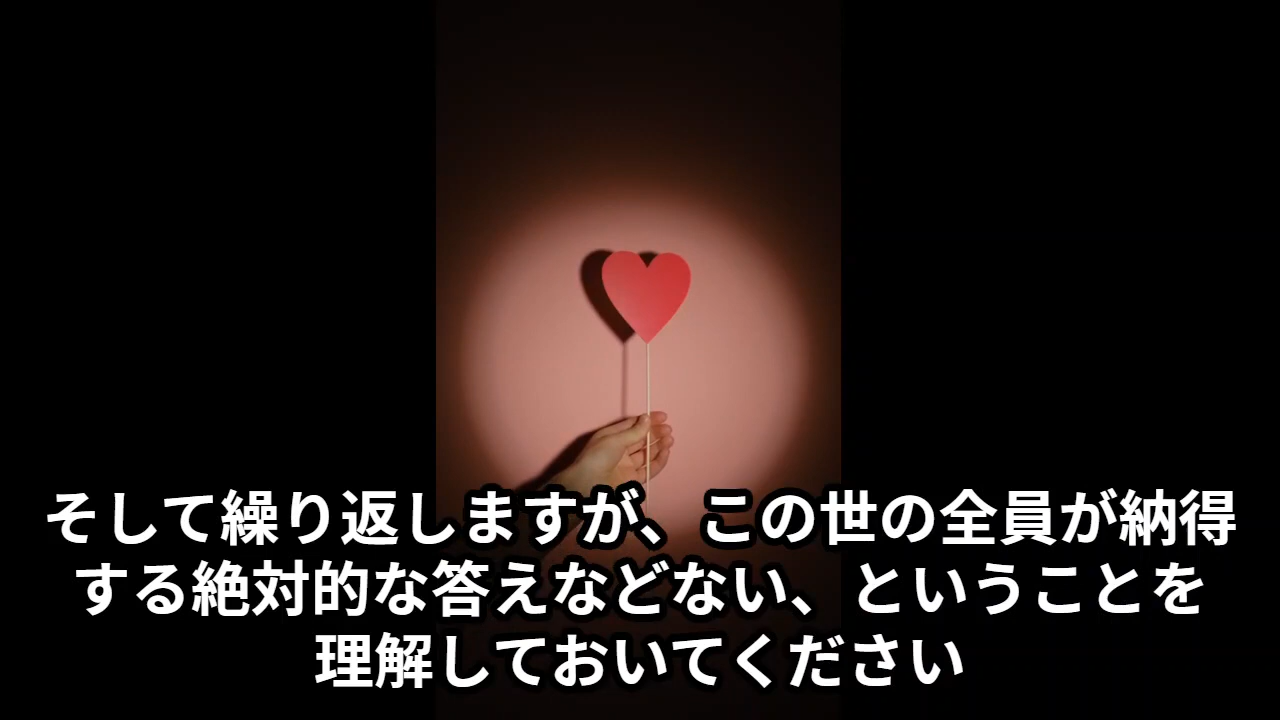 そして繰り返しますが、この世の全員が納得
する絶対的な答えなどない、ということを
理解しておいてください